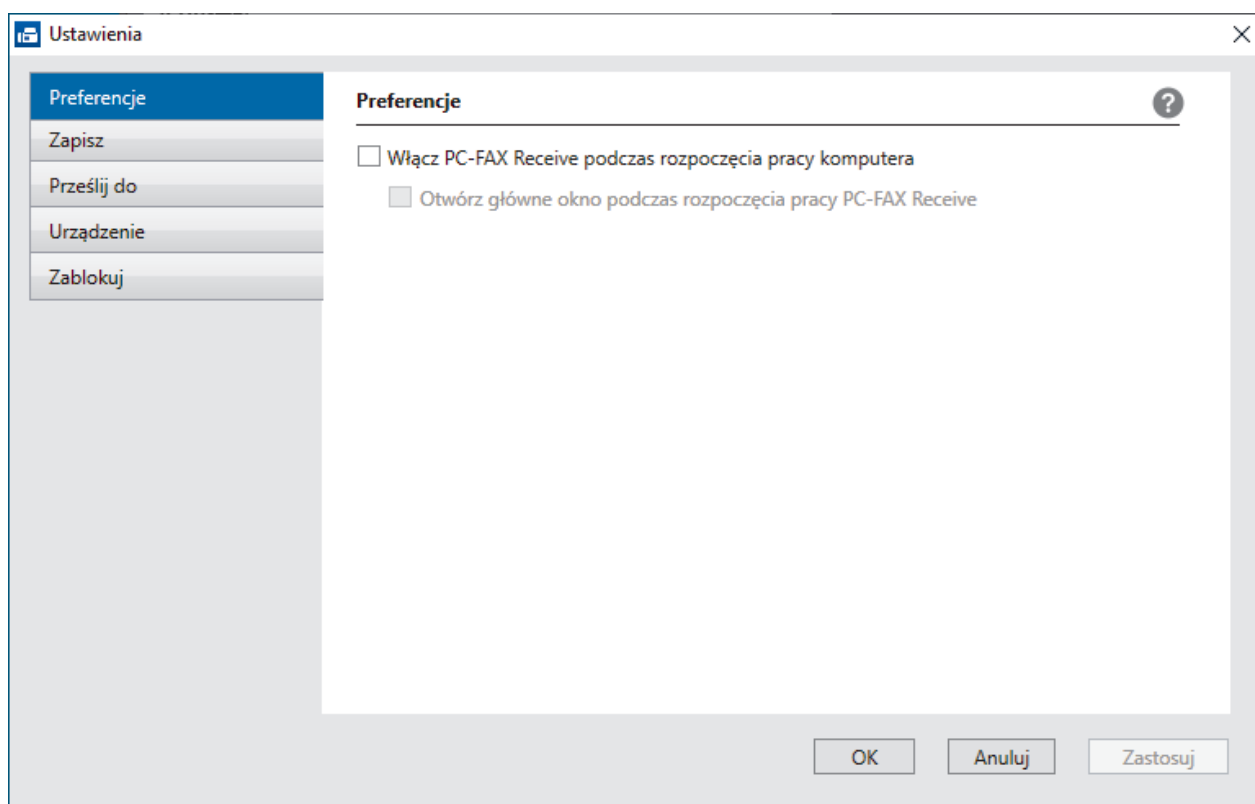 Ustawienia
Preferencje
Zapisz
Prześlij do
Urządzenie
Zablokuj
Preferencje
?
Włącz PC-FAX Receive podczas rozpoczęcia pracy komputera
Otwórz główne okno podczas rozpoczęcia pracy PC-FAX Receive
OK
Anuluj
Zastosuj